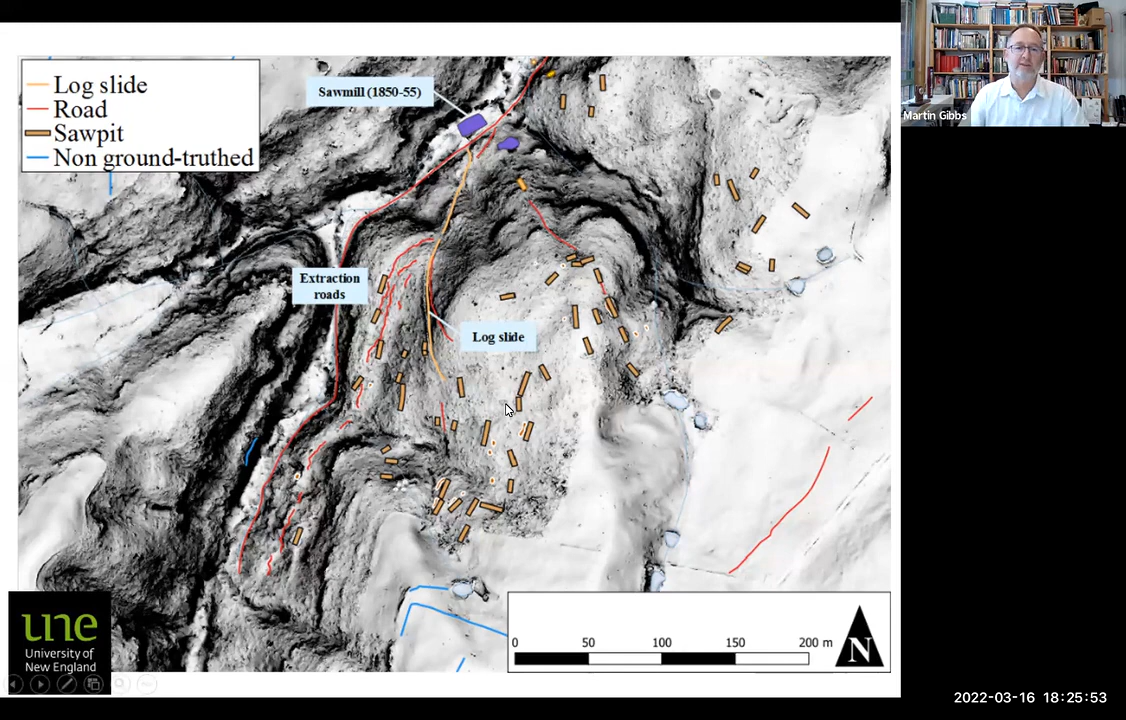 Log slide
Road
Sawpit
Non ground-truthed
Sawmill (1850-55)
Extraction
roads
Log slide
Martin Gibbs
une
University of
New England
0 50 100 150 200 m
N
2022-03-16 18:25:53